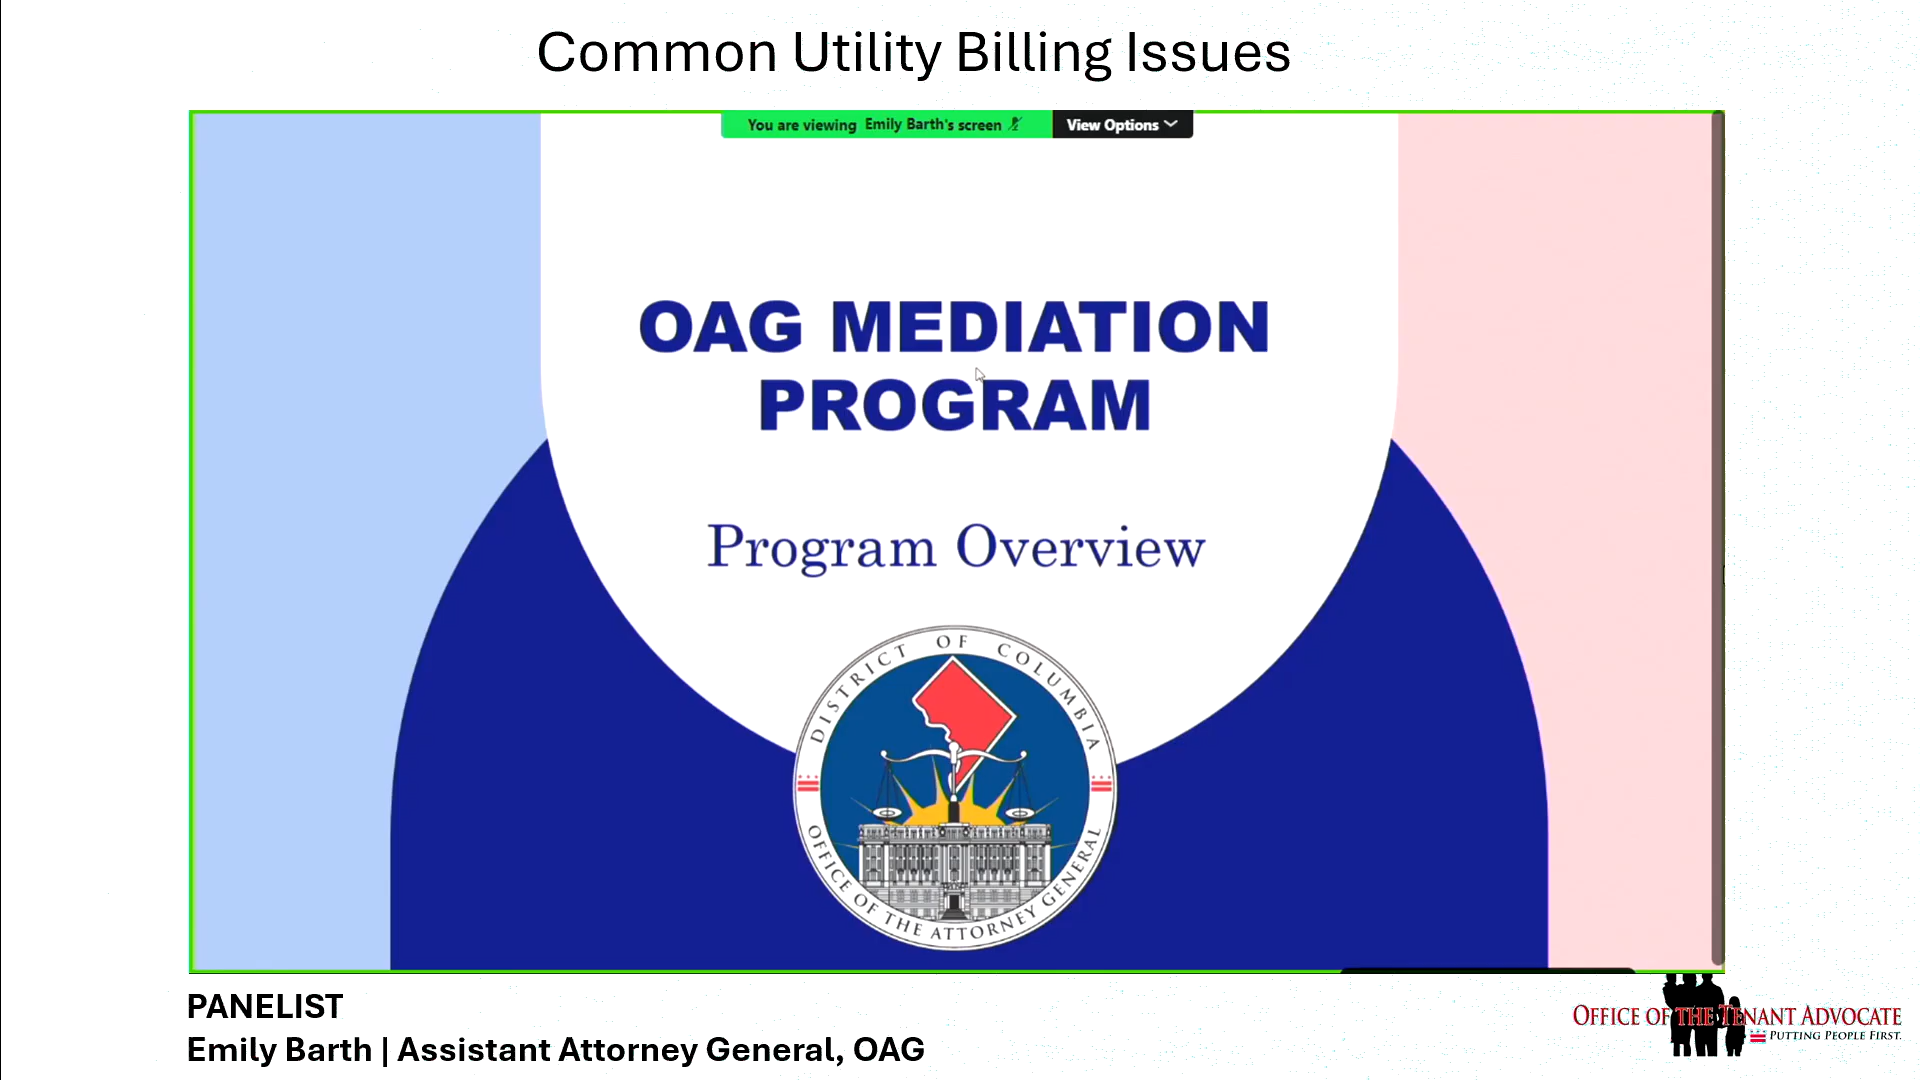 Common Utility Billing Issues
You are viewing Emily Barth's screen
View Options
OAG MEDIATION
PROGRAM
Program Overview
DISTRICT OF COLUMBIA
OFFICE OF THE ATTORNEY GENERAL
PANELIST
Emily Barth | Assistant Attorney General, OAG
OFFICE OF THE TENANT ADVOCATE
PUTTING PEOPLE FIRST.